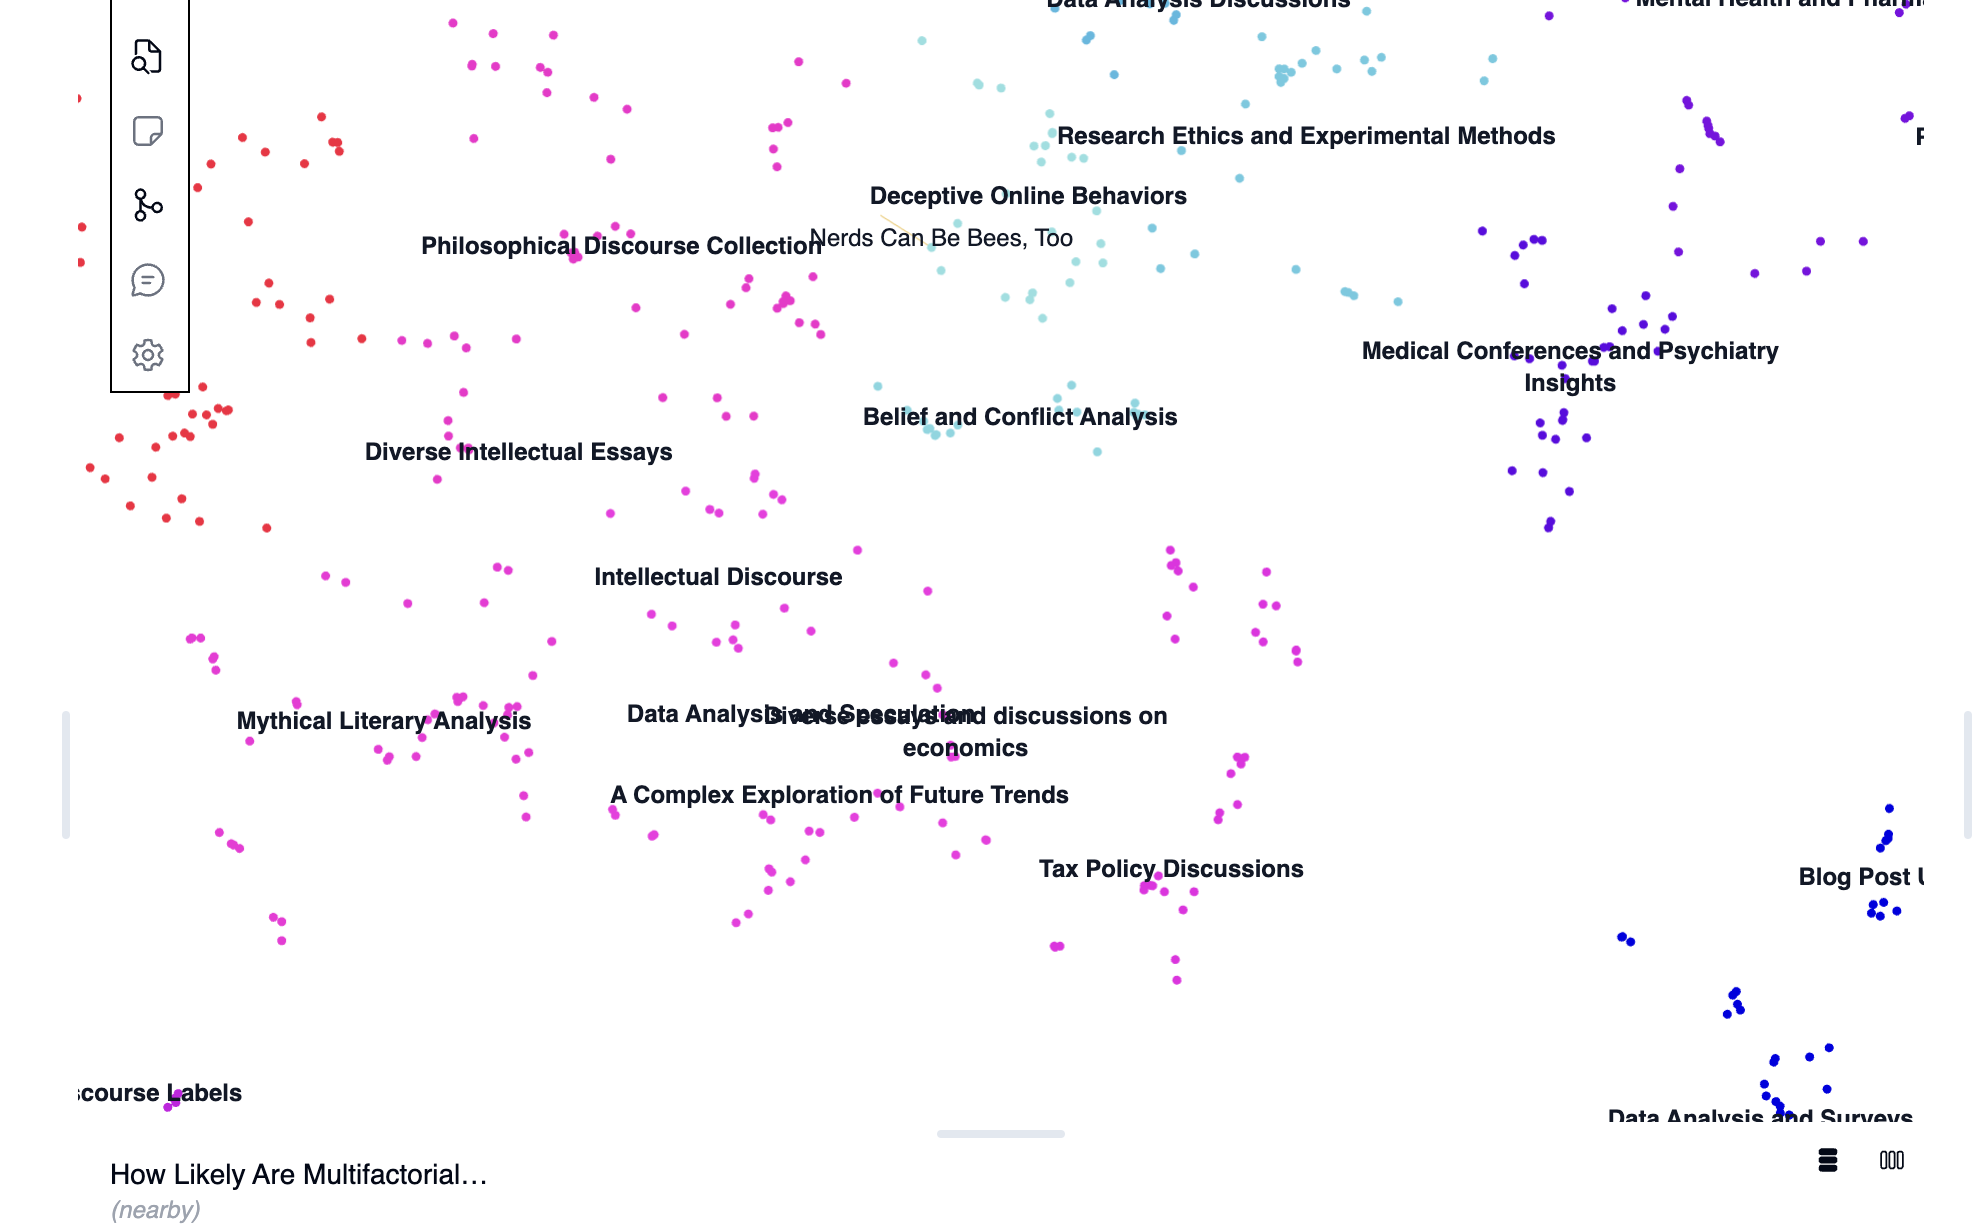 Data Analysis Discussions
Mental Health and Pharma
Research Ethics and Experimental Methods
Deceptive Online Behaviors
Nerds Can Be Bees, Too
Philosophical Discourse Collection
Medical Conferences and Psychiatry
Insights
Belief and Conflict Analysis
Diverse Intellectual Essays
Intellectual Discourse
Mythical Literary Analysis
Data Analysis and Speculation
Diverse essays and discussions on
economics
A Complex Exploration of Future Trends
Tax Policy Discussions
Blog Post
scourse Labels
Data Analysis and Surveys
How Likely Are Multifactorial…
(nearby)